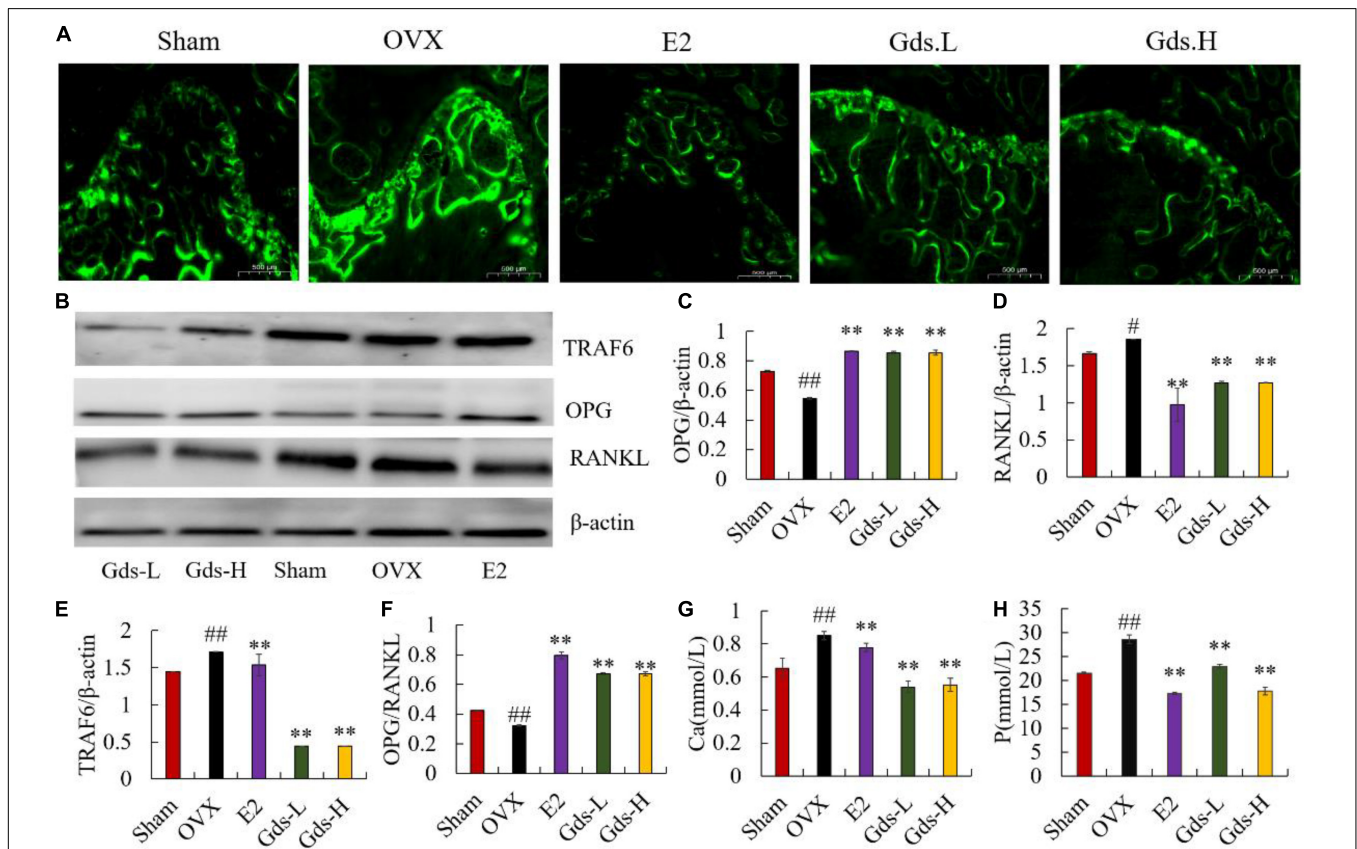 A
Sham OVX E2 Gds.L Gds.H
500 μm 500 μm 500 μm 500 μm 500 μm
B
TRAF6
OPG
RANKL
β-actin
Gds-L Gds-H Sham OVX E2
C
OPG/β-actin
1
0.8
0.6
0.4
0.2
0
## ** ** **
Sham OVX E2 Gds-L Gds-H
D
RANKL/β-actin
2
1.5
1
0.5
0
# ** ** **
Sham OVX E2 Gds-L Gds-H
E
TRAF6/β-actin
2
1.5
1
0.5
0
## ** ** **
Sham OVX E2 Gds-L Gds-H
F
OPG/RANKL
1
0.8
0.6
0.4
0.2
0
## ** ** **
Sham OVX E2 Gds-L Gds-H
G
Ca(mmol/L)
1
0.8
0.6
0.4
0.2
0
## ** ** **
Sham OVX E2 Gds-L Gds-H
H
P(mmol/L)
35
30
25
20
15
10
5
0
## ** ** **
Sham OVX E2 Gds-L Gds-H